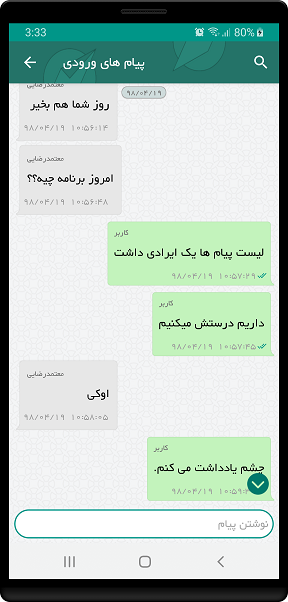 3:33
80%
پیام های ورودی
۹۸/۰۴/۱۹
معتمدرضایی
روز شما هم بخیر
۹۸/۰۴/۱۹ ۱۰:۵۶:۱۴
معتمدرضایی
امروز برنامه چیه؟؟
۹۸/۰۴/۱۹ ۱۰:۵۶:۴۸
کاربر
لیست پیام ها یک ایرادی داشت
۹۸/۰۴/۱۹ ۱۰:۵۷:۲۹
کاربر
داریم درستش میکنیم
۹۸/۰۴/۱۹ ۱۰:۵۷:۴۵
معتمدرضایی
اوکی
۹۸/۰۴/۱۹ ۱۰:۵۸:۰۵
کاربر
چشم یادداشت می کنم.
۹۸/۰۴/۱۹
نوشتن پیام